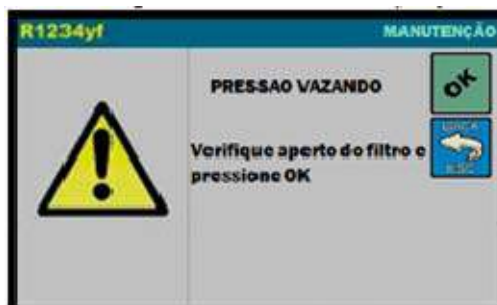 R1234yf
MANUTENÇÃO
PRESSAO VAZANDO
OK
Verifique aperto do filtro e
pressione OK